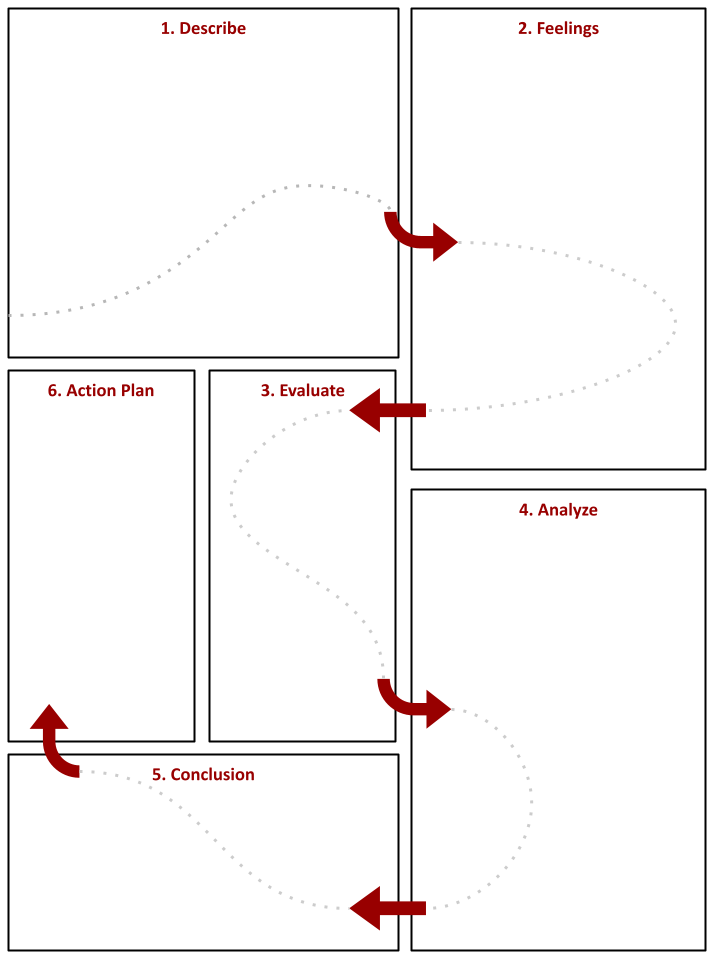 1. Describe
2. Feelings
3. Evaluate
4. Analyze
5. Conclusion
6. Action Plan